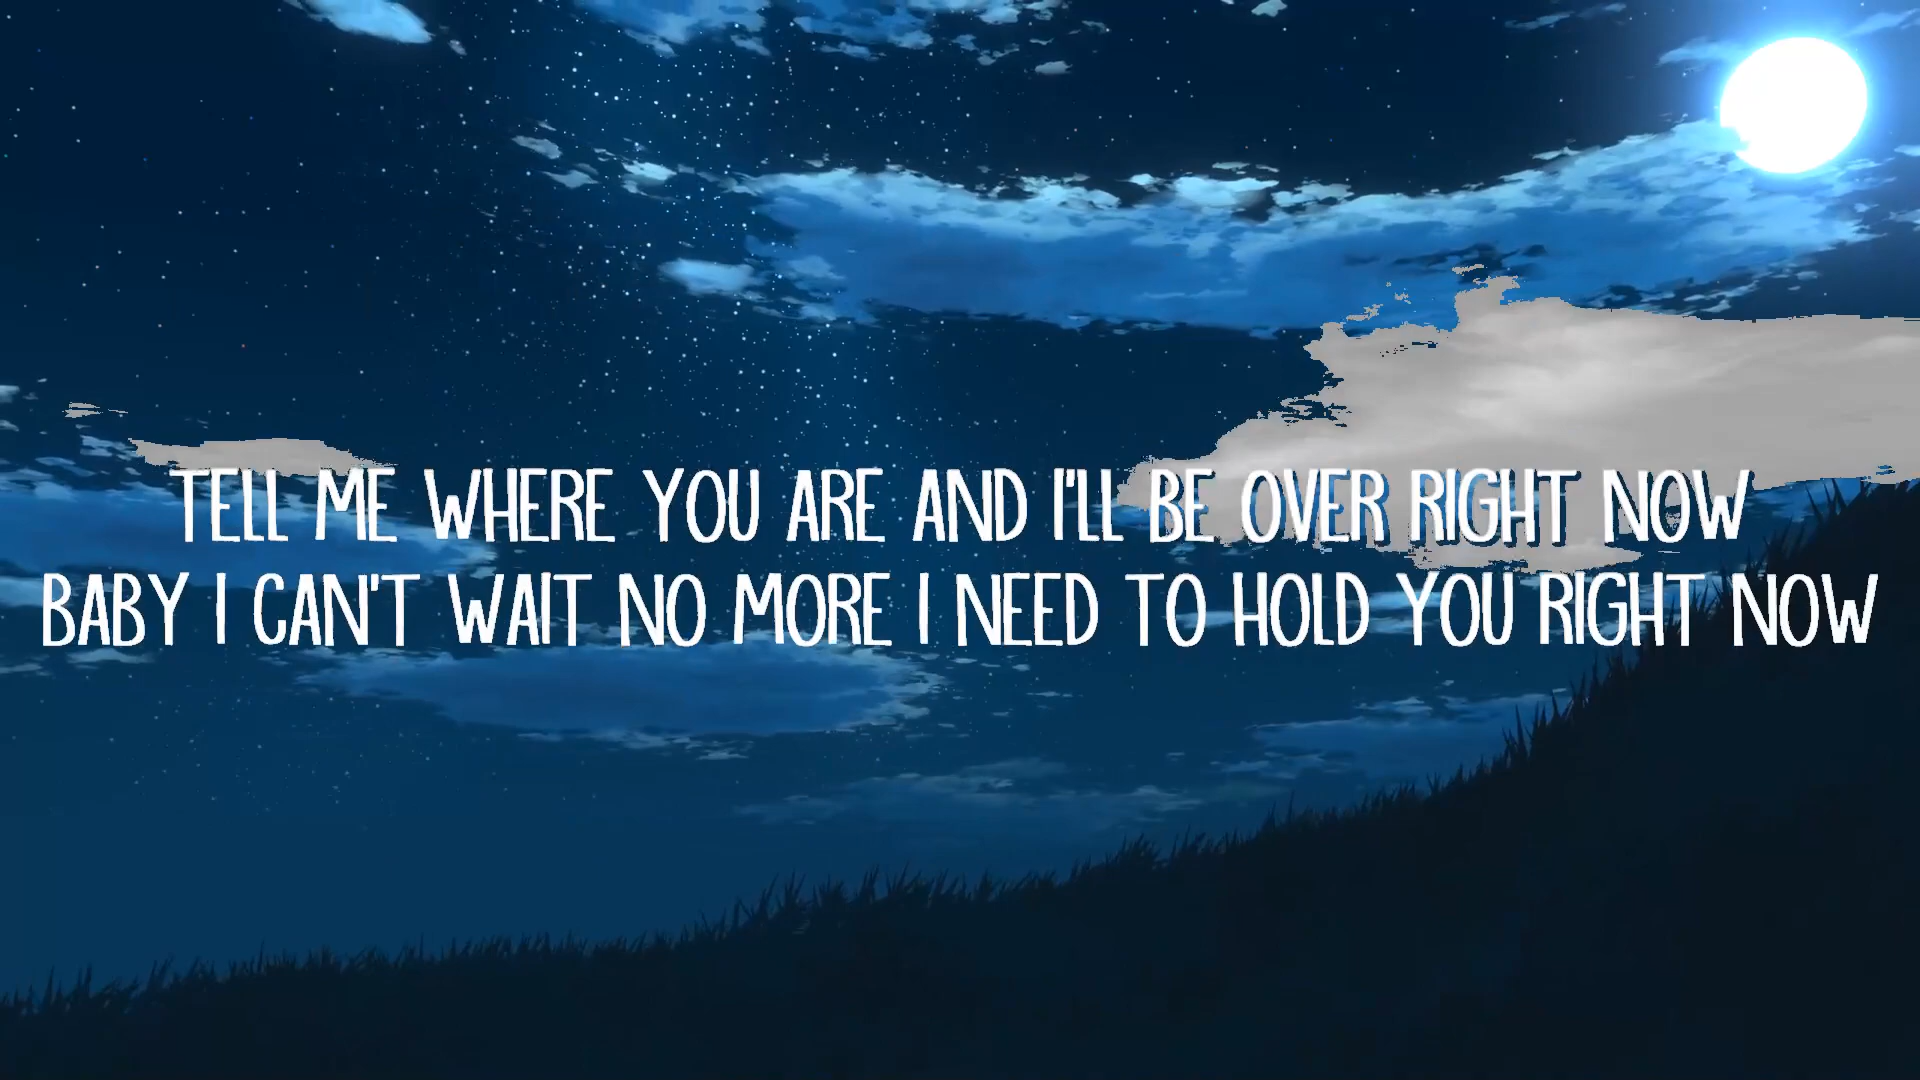 TELL ME WHERE YOU ARE AND I'LL BE OVER RIGHT NOW
BABY I CAN'T WAIT NO MORE I NEED TO HOLD YOU RIGHT NOW